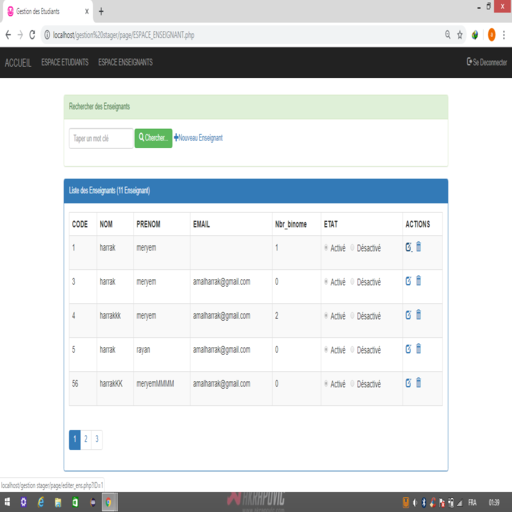 Gestion des Etudiants
localhost/gestion%20stager/page/ESPACE_ENSEIGNANT.php
ACCUEIL ESPACE ETUDIANTS ESPACE ENSEIGNANTS Se Deconnecter
Rechercher des Enseignants
Taper un mot clé Chercher... Nouveau Enseignant
Liste des Enseignants (11 Enseignant)
CODE NOM PRENOM EMAIL Nbr_binome ETAT ACTIONS
1 harrak meryem 1 Activé Désactivé
3 harrak meryem amalharrak@gmail.com 0 Activé Désactivé
4 harrakkk meryem amalharrak@gmail.com 2 Activé Désactivé
5 harrak rayan amalharrak@gmail.com 0 Activé Désactivé
56 harrakKK meryemMMMM amalharrak@gmail.com 0 Activé Désactivé
1 2 3
localhost/gestion stager/page/editer_ens.php?ID=1
AKRAPOVIC
FRA 01:39